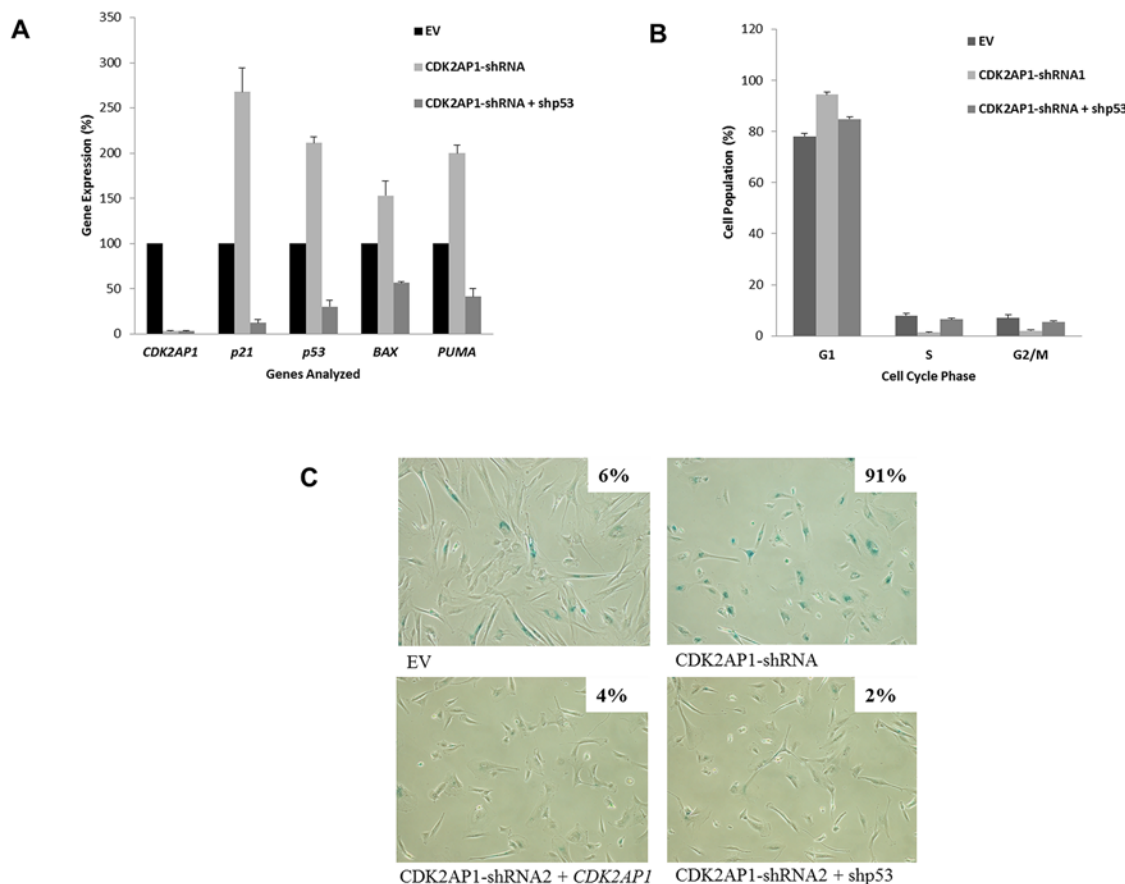 A
350
300
250
200
150
100
50
0
Gene Expression (%)
EV
CDK2AP1-shRNA
CDK2AP1-shRNA + shp53
CDK2AP1 p21 p53 BAX PUMA
Genes Analyzed
B
120
100
80
60
40
20
0
Cell Population (%)
EV
CDK2AP1-shRNA1
CDK2AP1-shRNA + shp53
G1 S G2/M
Cell Cycle Phase
C
6%
EV
91%
CDK2AP1-shRNA
4%
CDK2AP1-shRNA2 + CDK2AP1
2%
CDK2AP1-shRNA2 + shp53